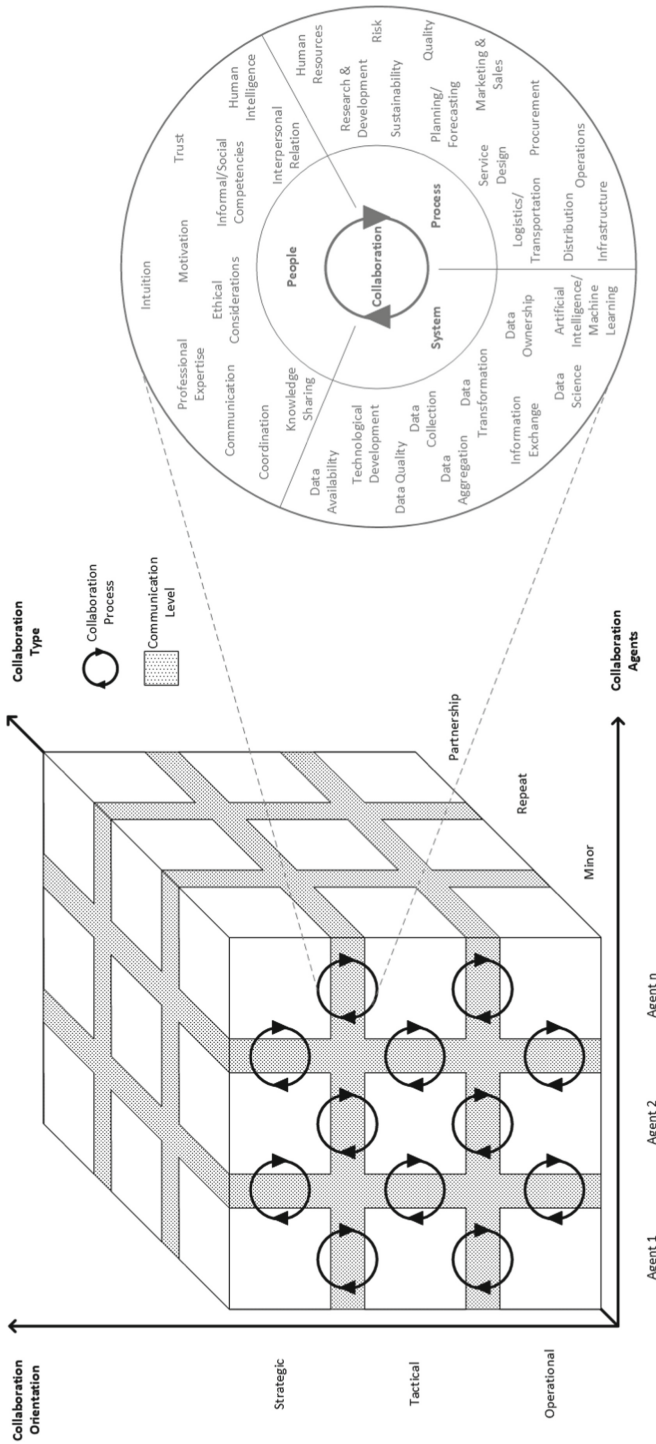 Collaboration
Orientation
Strategic
Tactical
Operational
Agent 1
Agent 2
Agent n
Collaboration
Agents
Minor
Repeat
Partnership
Collaboration
Type
Collaboration
Process
Communication
Level
Collaboration
People
Process
System
Intuition
Professional
Expertise
Motivation
Trust
Communication
Ethical
Considerations
Informal/Social
Competencies
Human
Intelligence
Coordination
Knowledge
Sharing
Interpersonal
Relation
Human
Resources
Research &
Development
Risk
Sustainability
Quality
Planning/
Forecasting
Marketing &
Sales
Service
Design
Procurement
Logistics/
Transportation
Operations
Distribution
Infrastructure
Data
Availability
Technological
Development
Data Quality
Data
Collection
Data
Aggregation
Data
Transformation
Information
Exchange
Data
Ownership
Data
Science
Artificial
Intelligence/
Machine
Learning